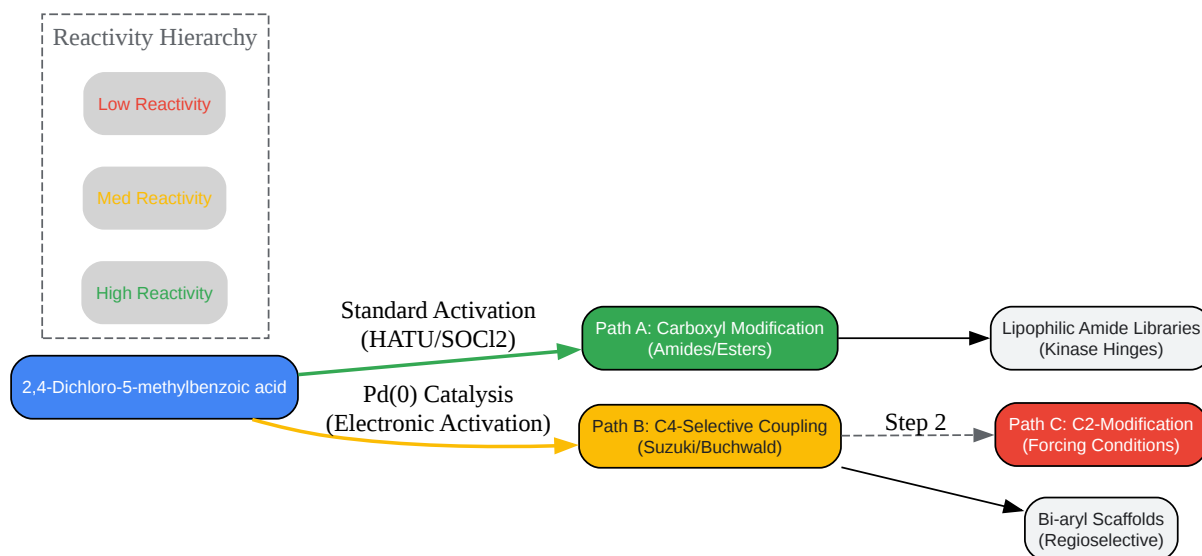 Reactivity Hierarchy
Low Reactivity
Med Reactivity
High Reactivity
2,4-Dichloro-5-methylbenzoic acid
Standard Activation
(HATU/SOCl2)
Pd(0) Catalysis
(Electronic Activation)
Path A: Carboxyl Modification
(Amides/Esters)
Path B: C4-Selective Coupling
(Suzuki/Buchwald)
Step 2
Lipophilic Amide Libraries
(Kinase Hinges)
Path C: C2-Modification
(Forcing Conditions)
Bi-aryl Scaffolds
(Regioselective)